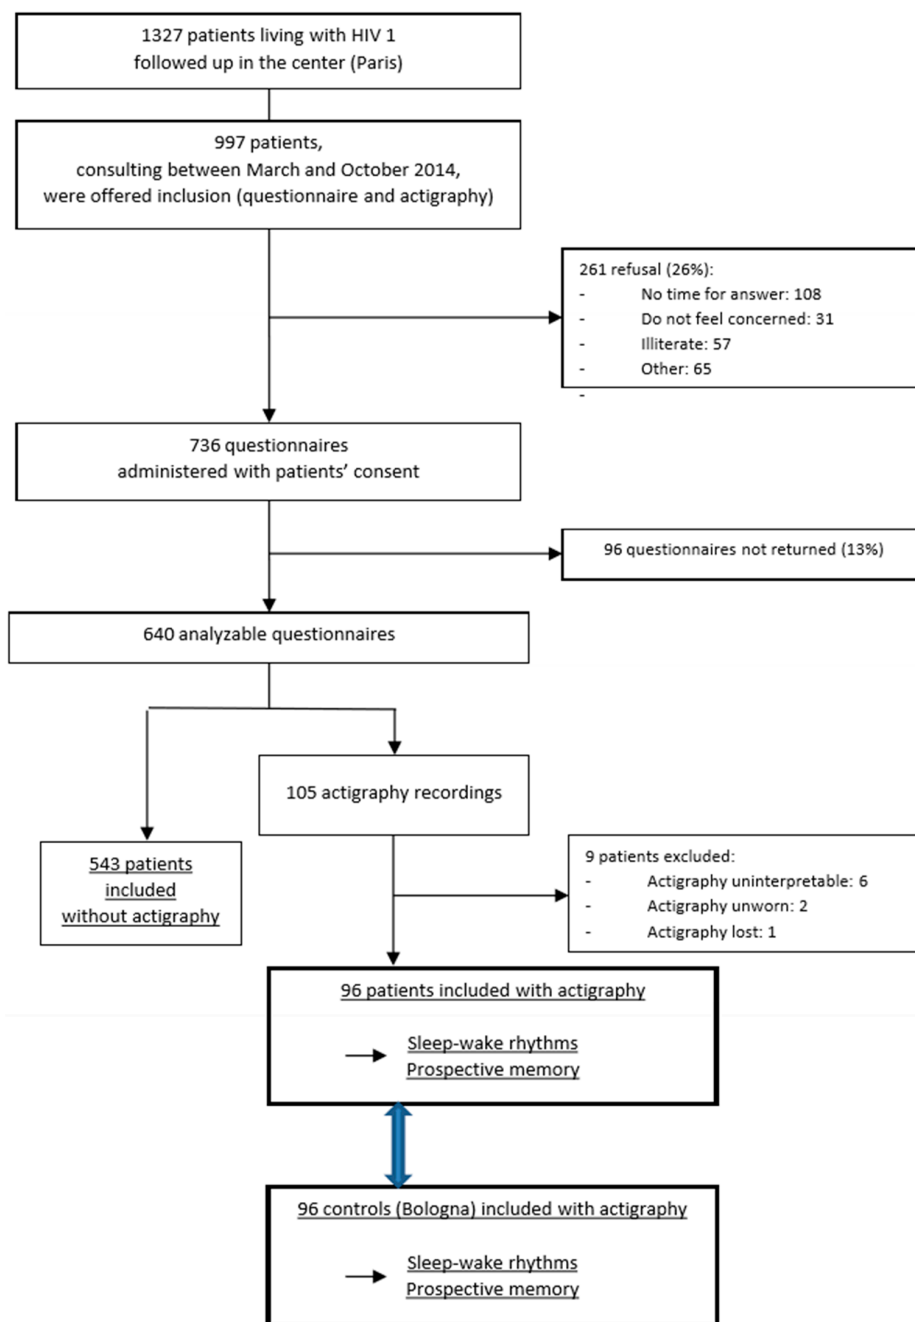 1327 patients living with HIV 1
followed up in the center (Paris)
997 patients,
consulting between March and October 2014,
were offered inclusion (questionnaire and actigraphy)
261 refusal (26%):
- No time for answer: 108
- Do not feel concerned: 31
- Illiterate: 57
- Other: 65
-
736 questionnaires
administered with patients’ consent
96 questionnaires not returned (13%)
640 analyzable questionnaires
105 actigraphy recordings
543 patients
included
without actigraphy
9 patients excluded:
- Actigraphy uninterpretable: 6
- Actigraphy unworn: 2
- Actigraphy lost: 1
96 patients included with actigraphy
Sleep-wake rhythms
Prospective memory
96 controls (Bologna) included with actigraphy
Sleep-wake rhythms
Prospective memory